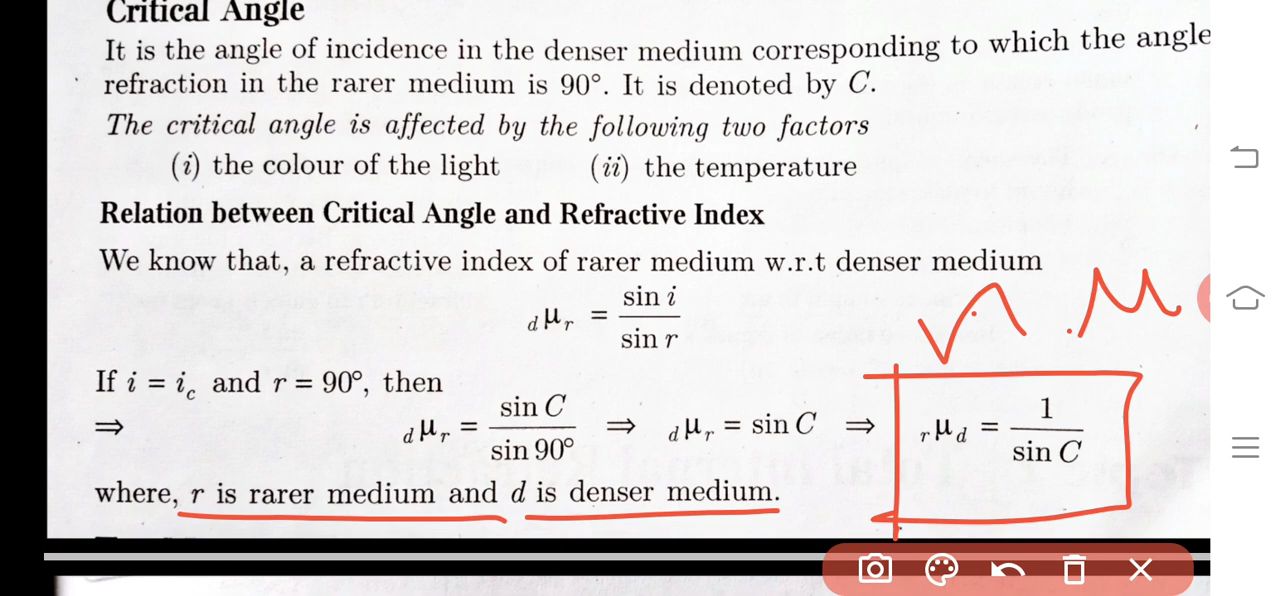 Critical Angle
It is the angle of incidence in the denser medium corresponding to which the angle
refraction in the rarer medium is 90°. It is denoted by C.
The critical angle is affected by the following two factors
(i) the colour of the light (ii) the temperature
Relation between Critical Angle and Refractive Index
We know that, a refractive index of rarer medium w.r.t denser medium
dμr = sin i / sin r
If i = ic and r = 90°, then
⇒ dμr = sin C / sin 90° ⇒ dμr = sin C ⇒ rμd = 1 / sin C
where, r is rarer medium and d is denser medium.